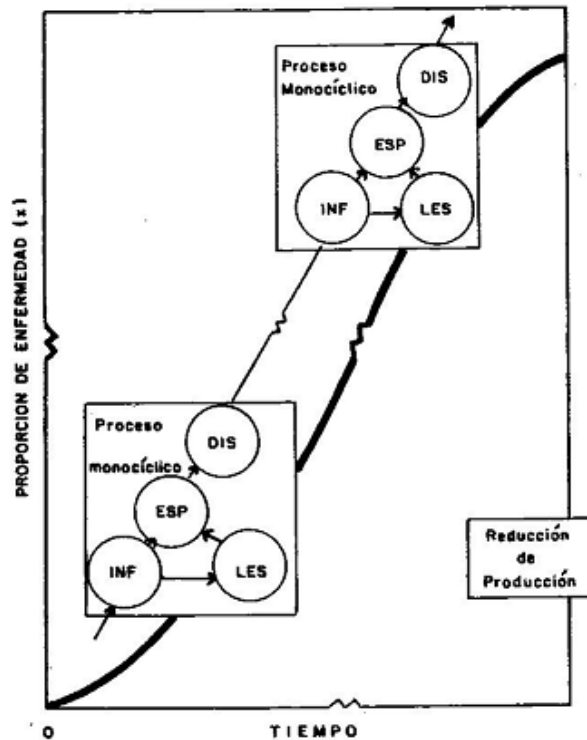 Proceso
Monocíclico
DIS
ESP
INF
LES
PROPORCION DE ENFERMEDAD (x)
Proceso
monocíclico
DIS
ESP
INF
LES
Reducción
de
Producción
O
TIEMPO